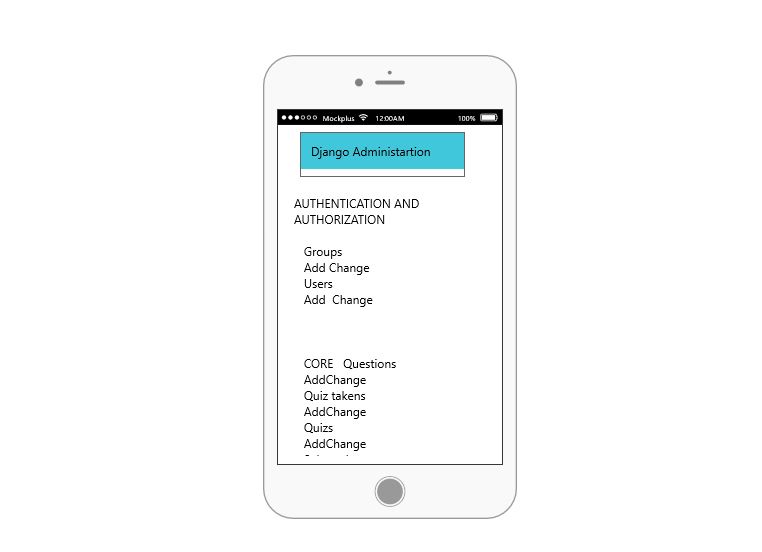 Mockplus 12:00AM 100%
Django Administartion
AUTHENTICATION AND
AUTHORIZATION
Groups
Add Change
Users
Add  Change
CORE   Questions
AddChange
Quiz takens
AddChange
Quizs
AddChange